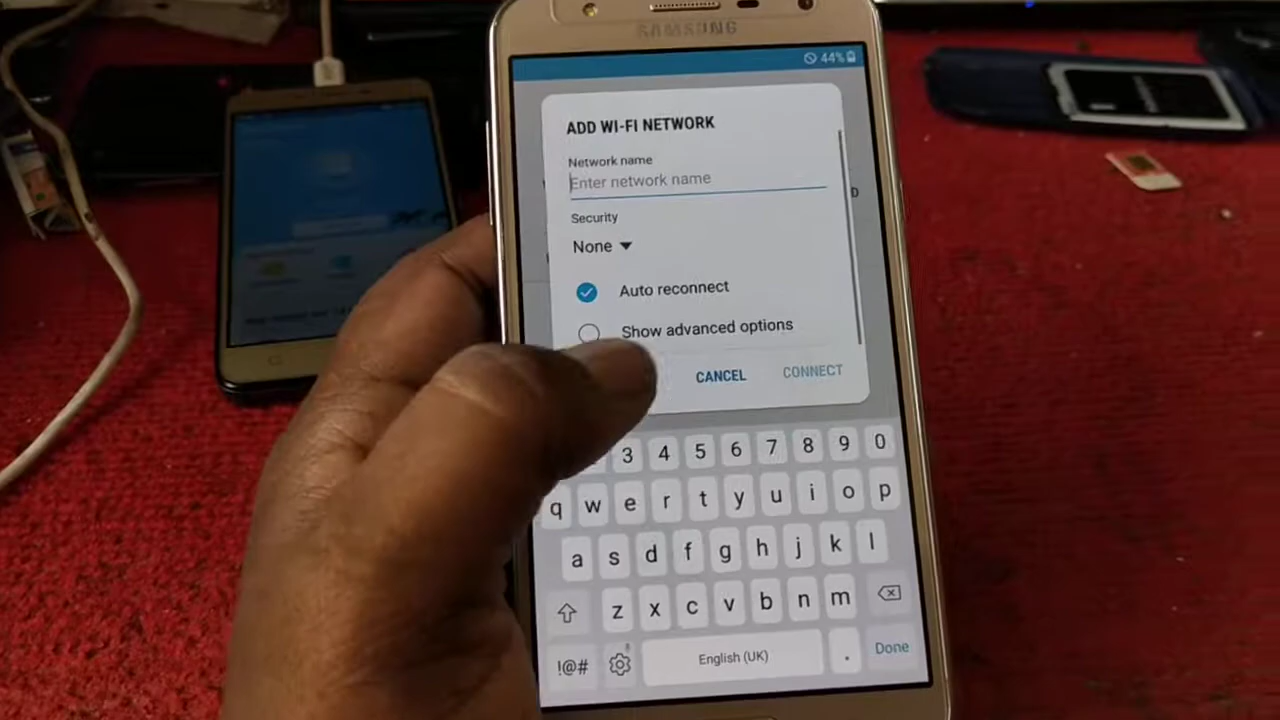 SAMSUNG
44%
ADD WI-FI NETWORK
Network name
Enter network name
D
Security
None
Auto reconnect
Show advanced options
CANCEL CONNECT
3 4 5 6 7 8 9 0
q w e r t y u i o p
a s d f g h j k l
z x c v b n m
!@# English (UK) . Done